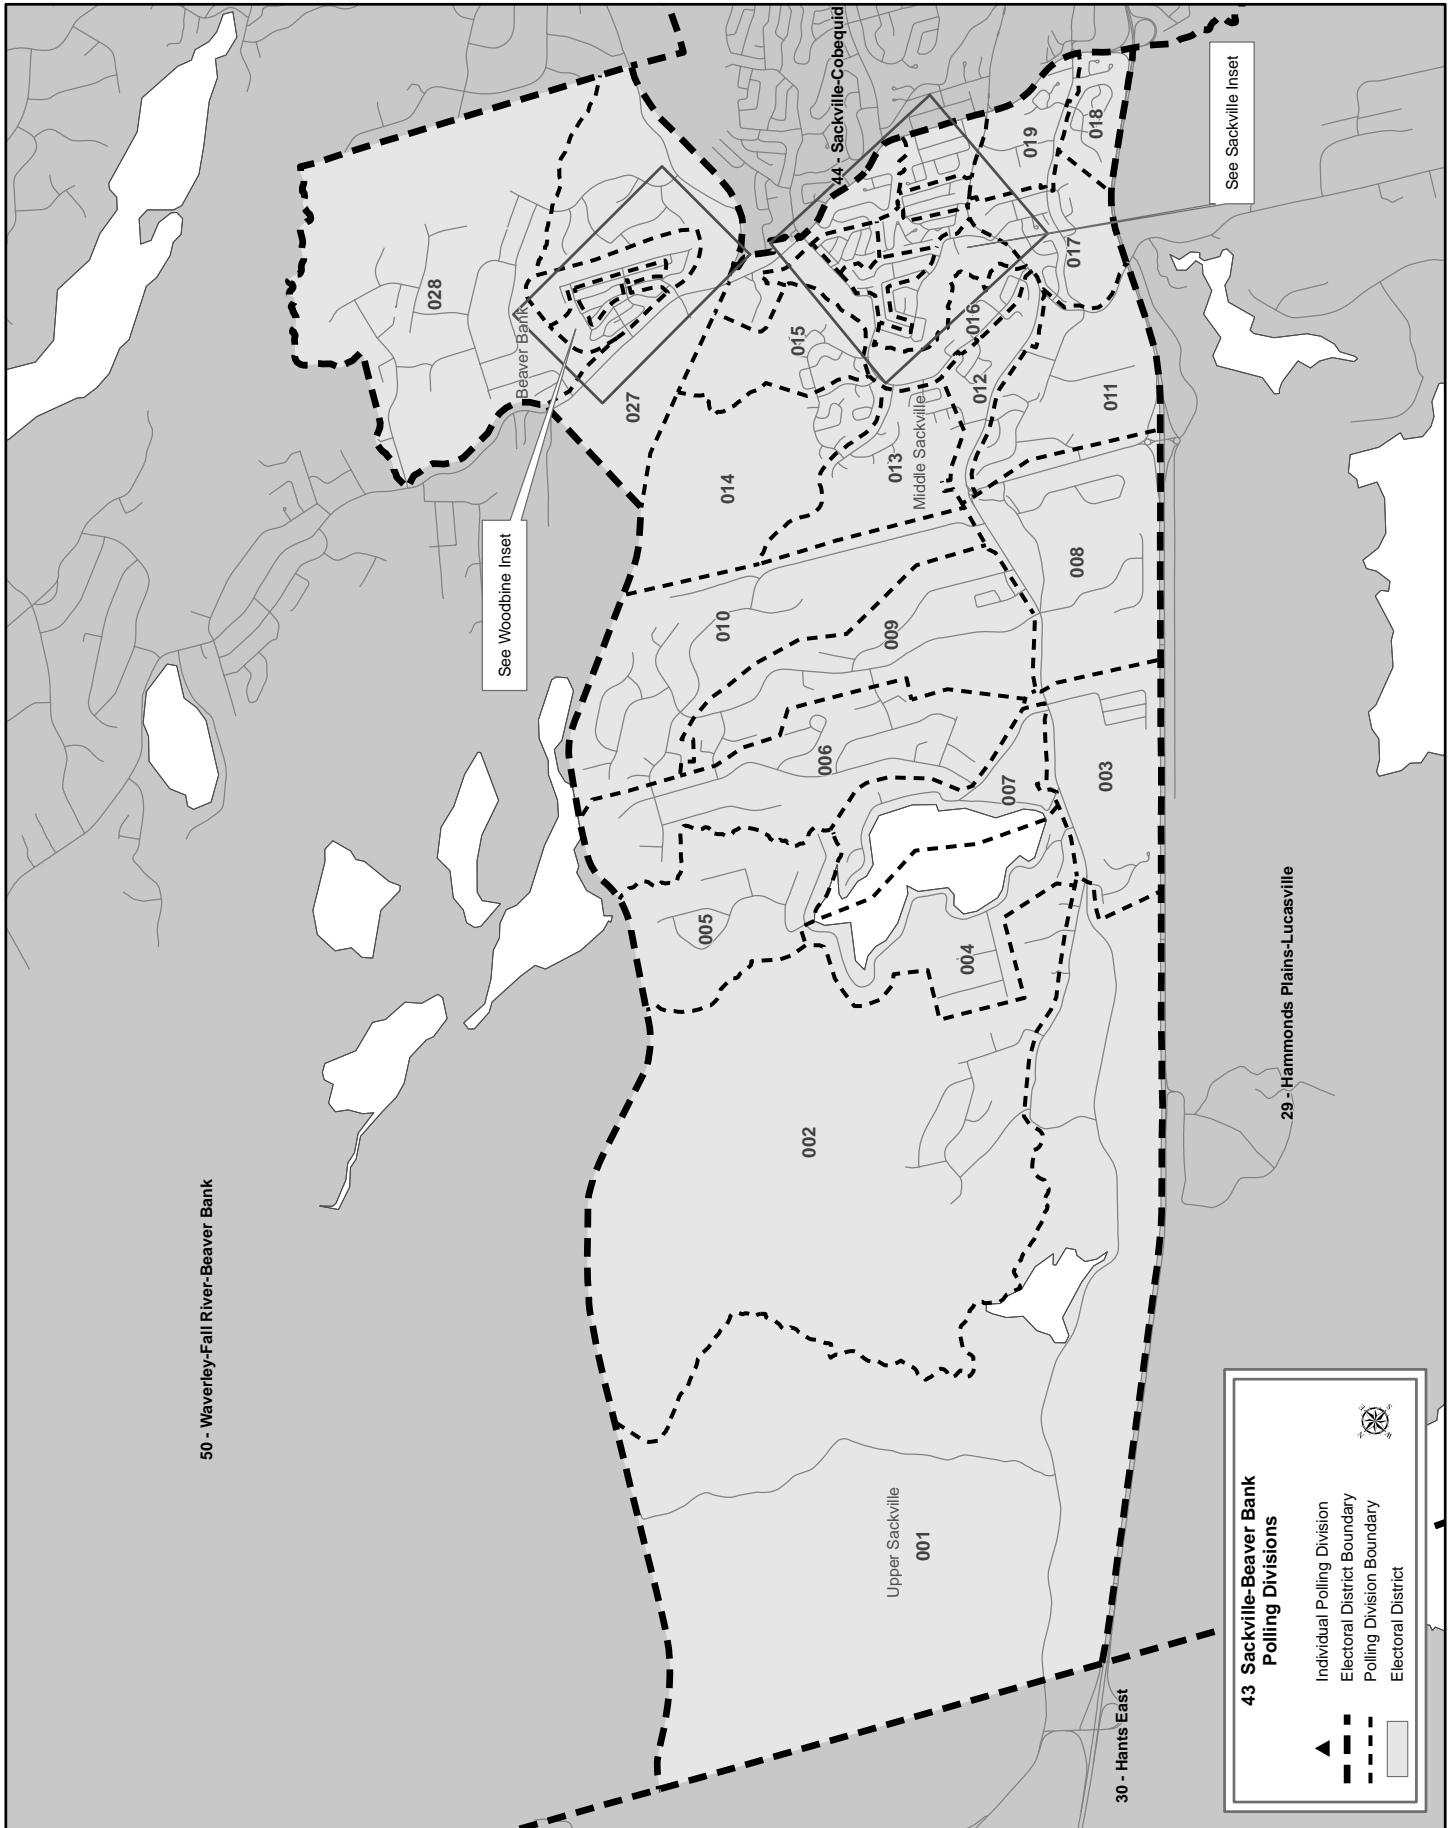 50 - Waverley-Fall River-Beaver Bank
44 - Sackville-Cobequid
29 - Hammonds Plains-Lucasville
30 - Hants East
See Woodbine Inset
See Sackville Inset
Beaver Bank
Middle Sackville
Upper Sackville
001
002
003
004
005
006
007
008
009
010
011
012
013
014
015
016
017
018
019
027
028
43 Sackville-Beaver Bank
Polling Divisions
Individual Polling Division
Electoral District Boundary
Polling Division Boundary
Electoral District